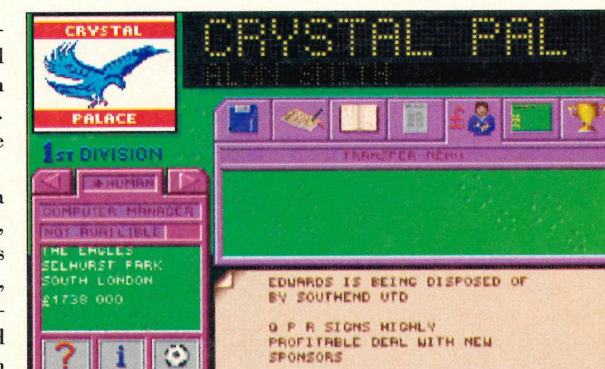 CRYSTAL
PALACE
CRYSTAL PAL
ALAN SMITH
1ST DIVISION
TRANSFER MENU
HUMAN
COMPUTER MANAGER
NOT AVAILIBLE
THE EAGLES
SELHURST PARK
SOUTH LONDON
£1738 000
? i
EDWARDS IS BEING DISPOSED OF
BY SOUTHEND UTD
Q P R SIGNS HIGHLY
PROFITABLE DEAL WITH NEW
SPONSORS